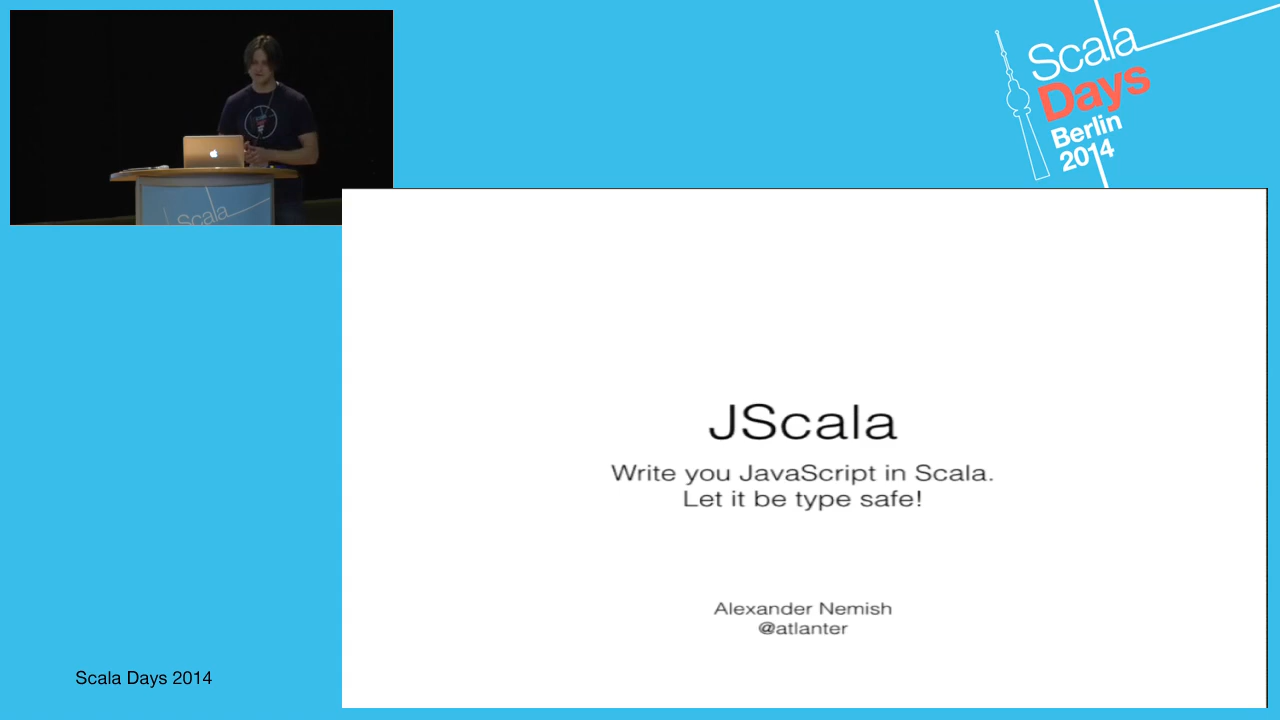 Scala
Days
Berlin
2014
Scala
JScala
Write you JavaScript in Scala.
Let it be type safe!
Alexander Nemish
@atlanter
Scala Days 2014